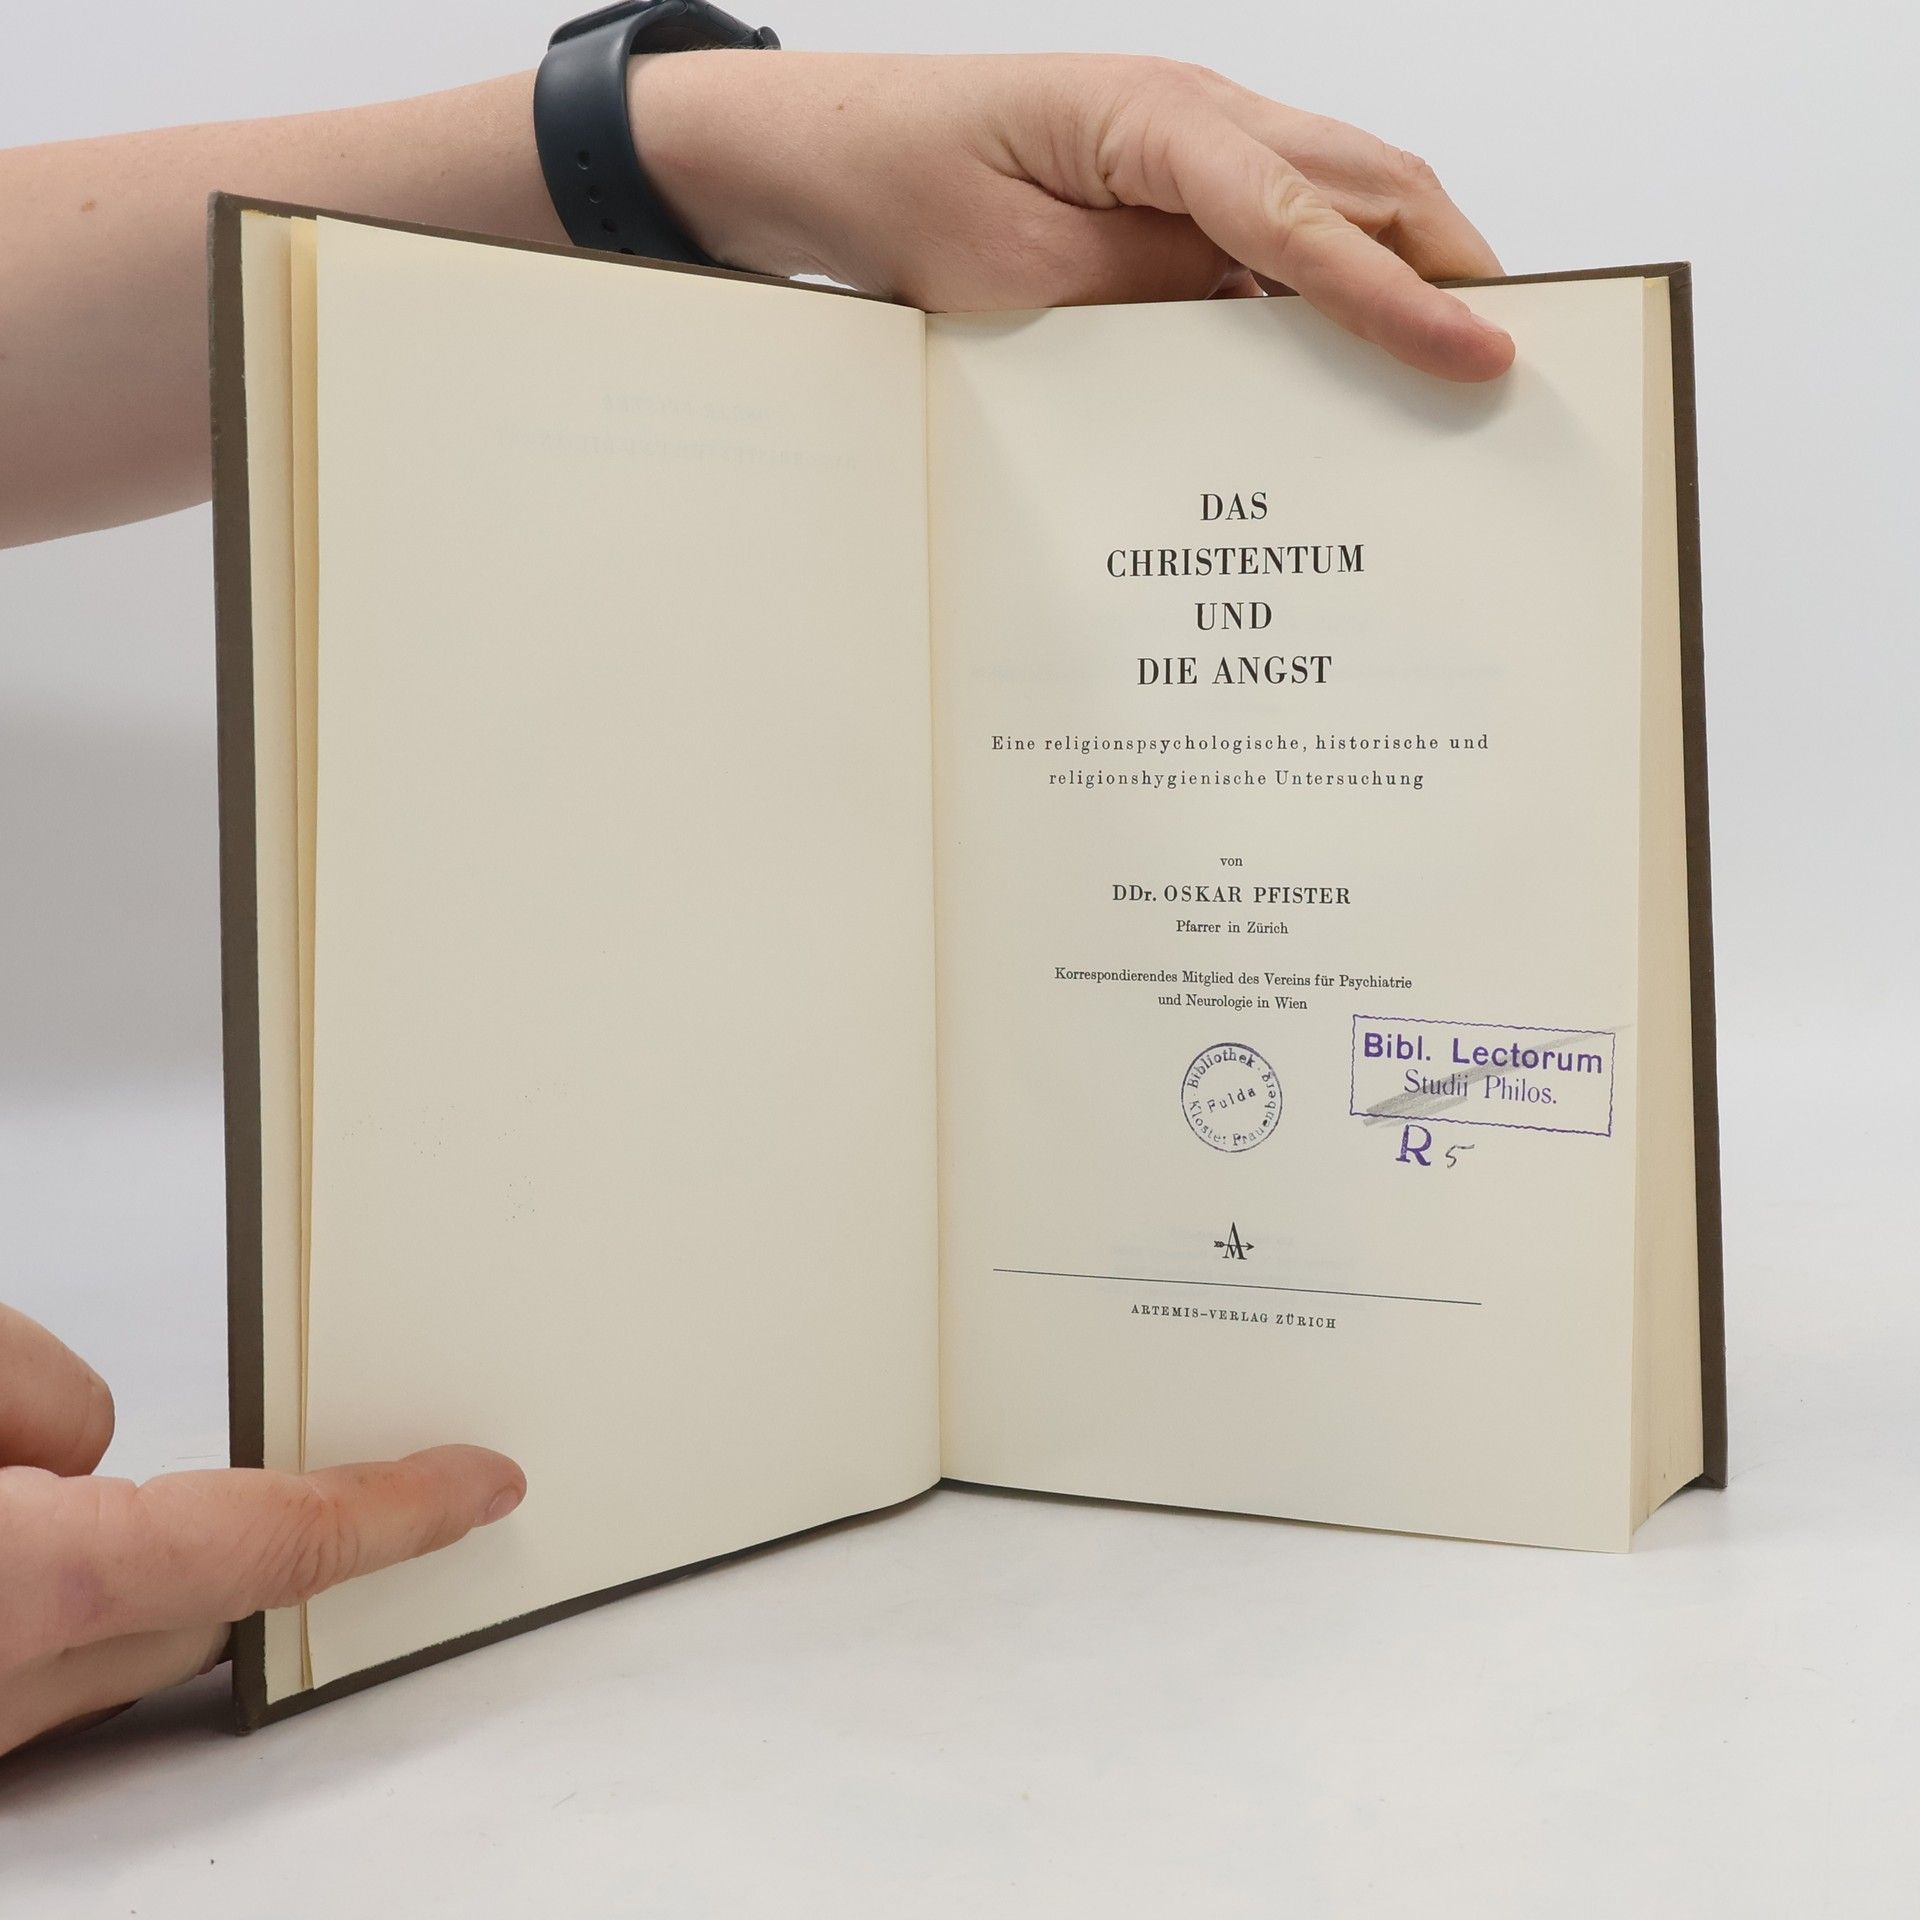 DAS
CHRISTENTUM
UND
DIE ANGST
Eine religionspsychologische, historische und
religionshygienische Untersuchung
von
DDr. OSKAR PFISTER
Pfarrer in Zürich
Korrespondierendes Mitglied des Vereins für Psychiatrie
und Neurologie in Wien
Bibliothek
Fulda
Kloster Frauenberg
Bibl. Lectorum
Studii Philos.
R 5
ARTEMIS-VERLAG ZÜRICH